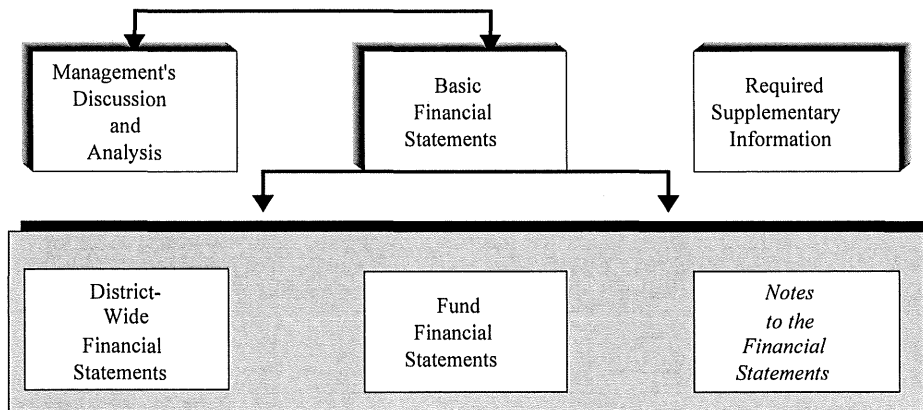 Management's
Discussion
and
Analysis
Basic
Financial
Statements
Required
Supplementary
Information
District-
Wide
Financial
Statements
Fund
Financial
Statements
Notes
to the
Financial
Statements